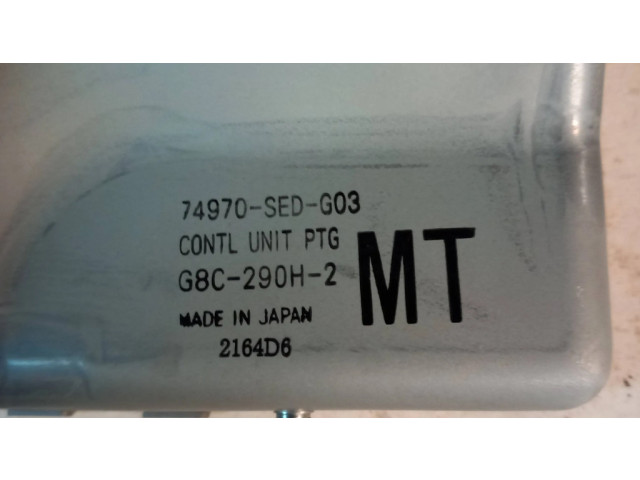 74970-SED-G03
CONTL UNIT PTG
G8C-290H-2
MT
MADE IN JAPAN
2164D6